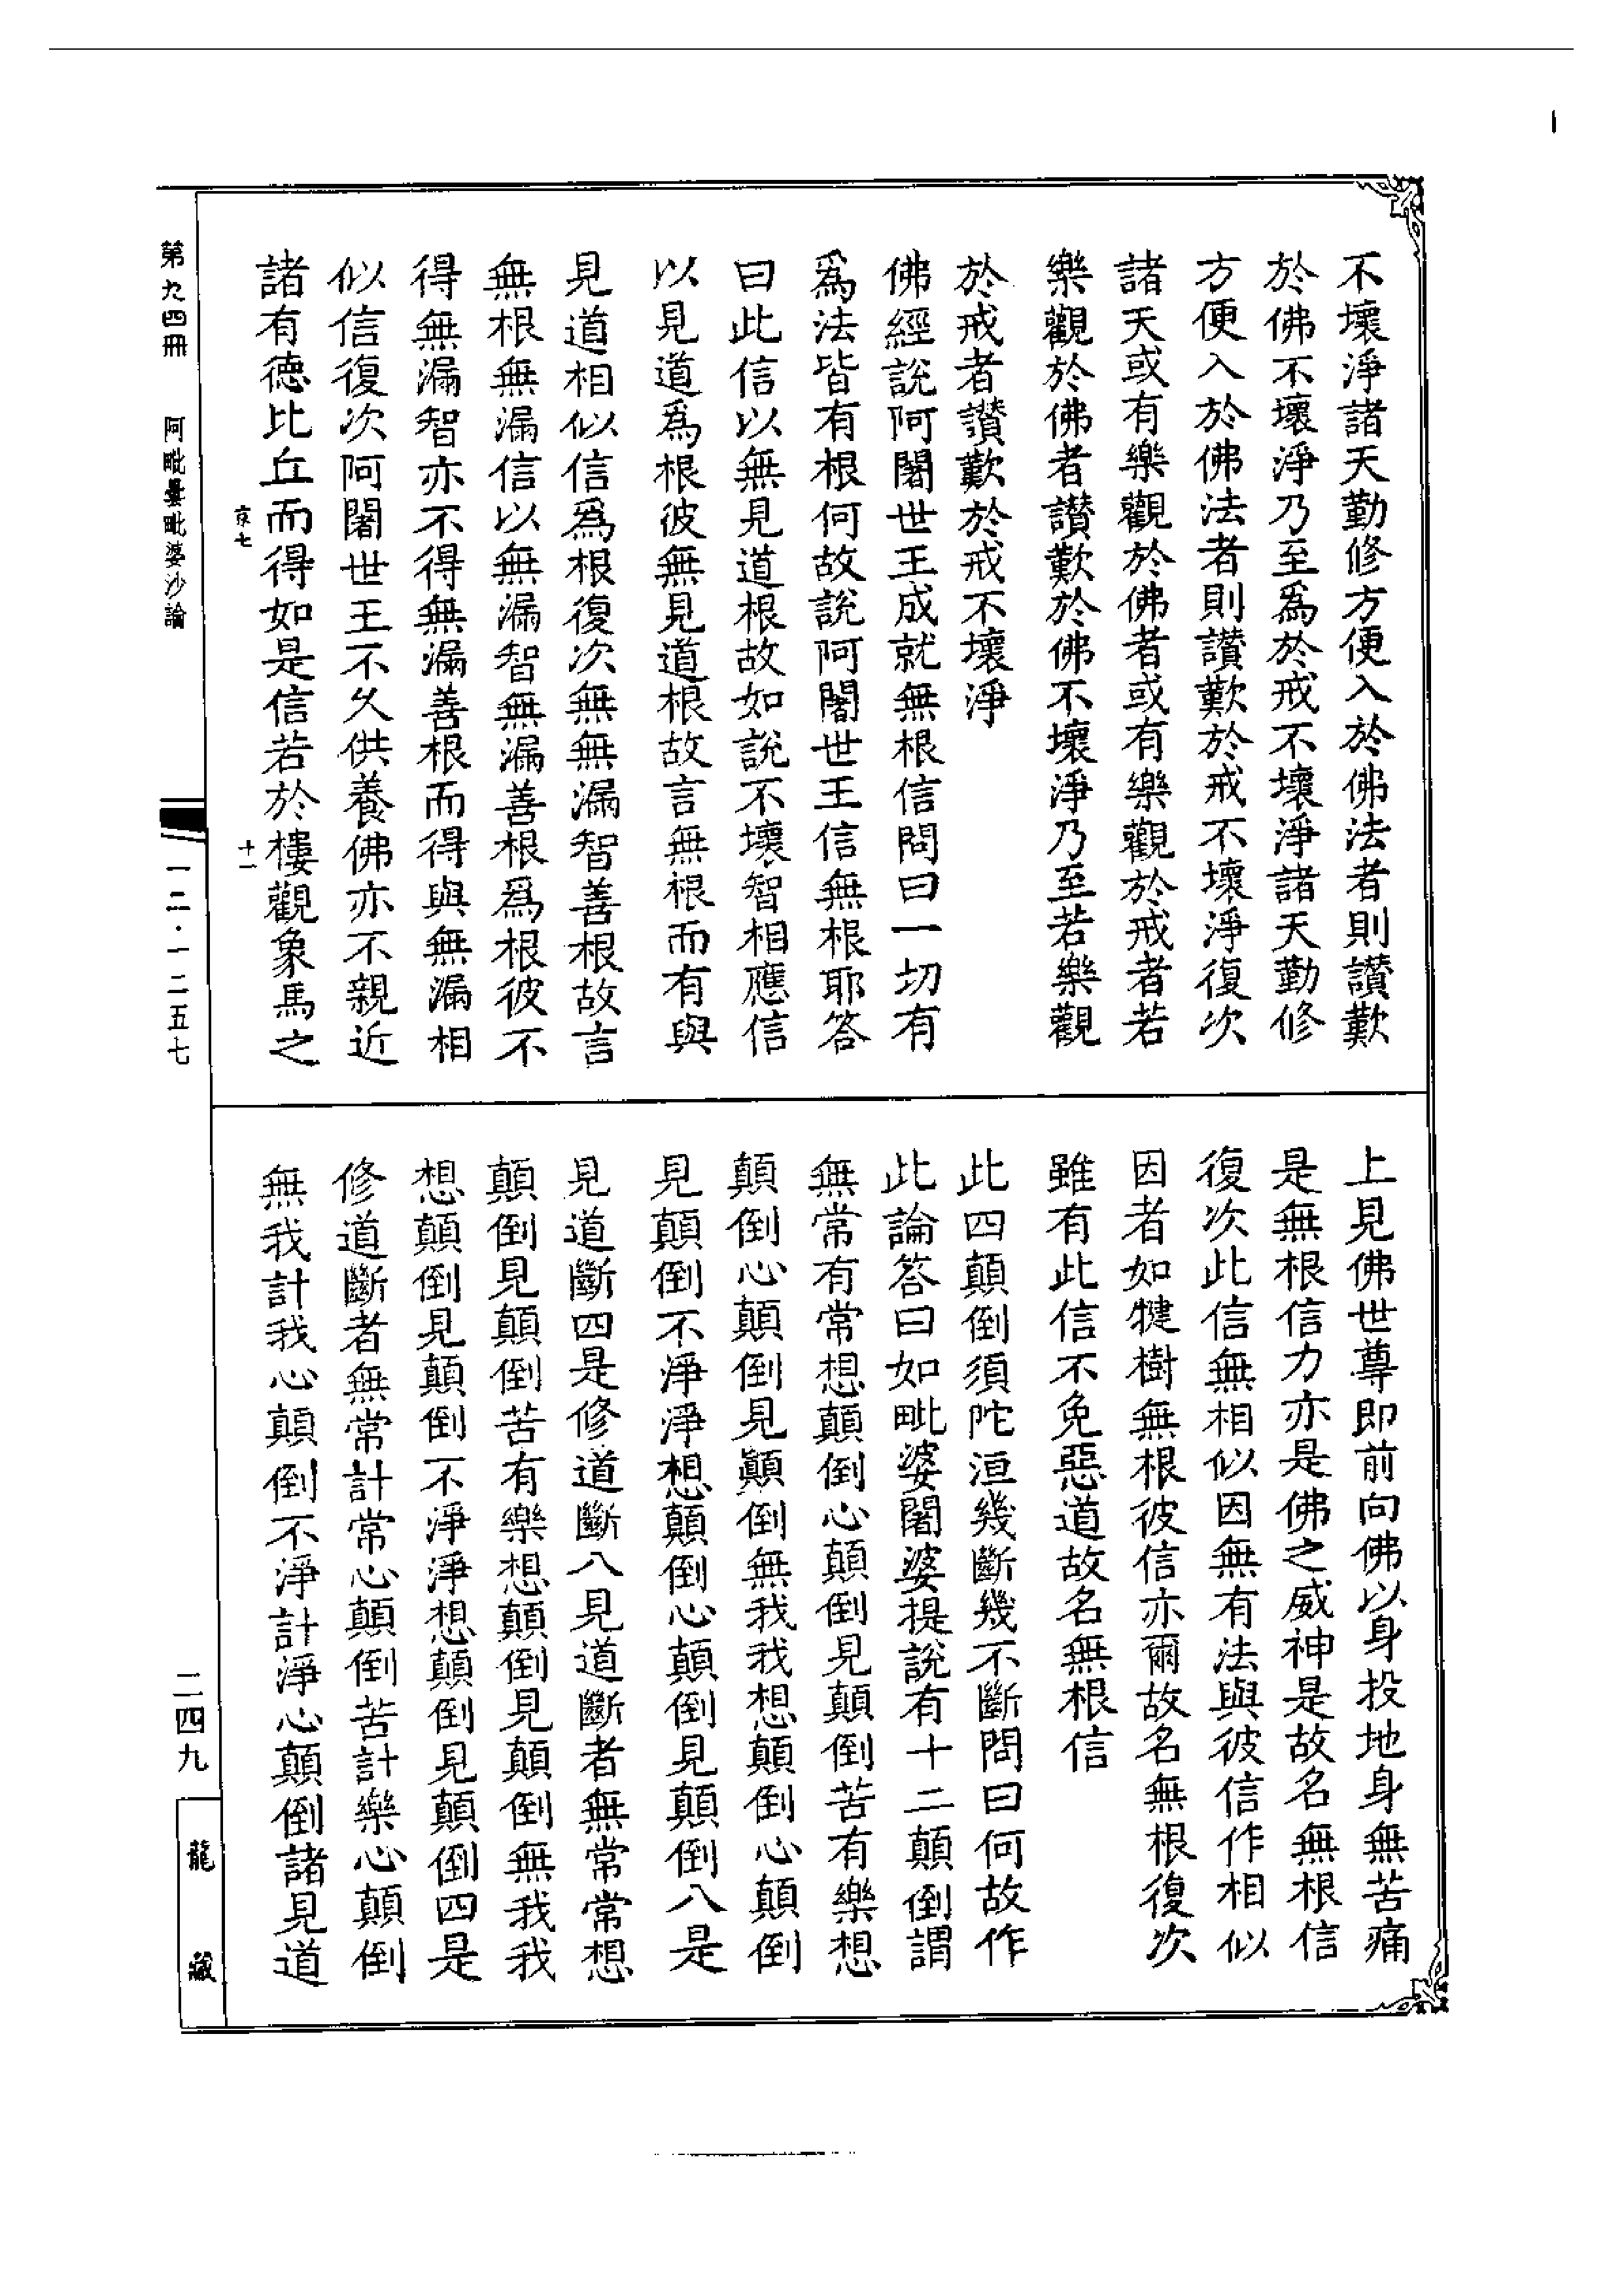 不壞淨諸天勤修方便入於佛法者則讃歎
於佛不壞淨乃至爲於戒不壞淨諸天勤修
方便入於佛法者則讃歎於戒不壞淨復次
諸天或有樂觀於佛者或有樂觀於戒者若
樂觀於佛者讃歎於佛不壞淨乃至若樂觀
於戒者讃歎於戒不壞淨
佛經說阿闍世王成就無根信問曰一切有
爲法皆有根何故說阿闍世王信無根耶答
曰此信以無見道根故如說不壞智相應信
以見道爲根彼無見道根故言無根而有與
見道相似信爲根復次無無漏智善根故言
無根無漏信以無漏智無漏善根爲根彼不
得無漏智亦不得無漏善根而得與無漏相
似信復次阿闍世王不久供養佛亦不親近
諸有德比丘而得如是信若於樓觀象馬之
京七
十一
上見佛世尊即前向佛以身投地身無苦痛
是無根信力亦是佛之威神是故名無根信
復次此信無相似因無有法與彼信作相似
因者如犍樹無根彼信亦爾故名無根復次
雖有此信不免惡道故名無根信
此四顛倒須陀洹幾斷幾不斷問曰何故作
此論答曰如毗婆闍婆提說有十二顛倒謂
無常有常想顛倒心顛倒見顛倒苦有樂想
顛倒心顛倒見顛倒無我我想顛倒心顛倒
見顛倒不淨淨想顛倒心顛倒見顛倒八是
見道斷四是修道斷八見道斷者無常常想
顛倒見顛倒苦有樂想顛倒見顛倒無我我
想顛倒見顛倒不淨淨想顛倒見顛倒四是
修道斷者無常計常心顛倒苦計樂心顛倒
無我計我心顛倒不淨計淨心顛倒諸見道
第九四冊
阿毗曇毗婆沙論
一二·一二五七
二四九
龍藏